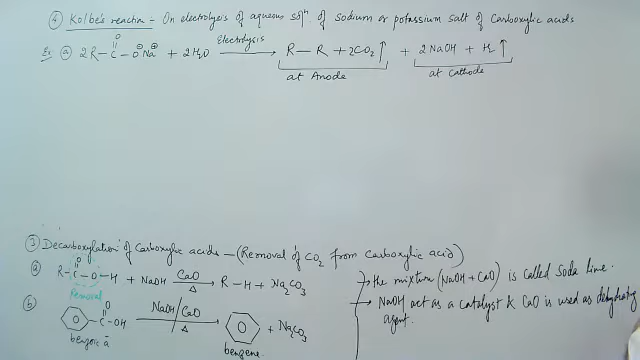 ④ Kolbe's reaction - On electrolysis of aqueous solⁿ. of sodium or potassium salt of Carboxylic acids
Ex: ⓐ 2R-C(=O)-O⊖ Na⊕ + 2H₂O Electrolysis → R-R + 2CO₂↑ + 2NaOH + H₂↑
at Anode at Cathode
③ Decarboxylation of Carboxylic acids - (Removal of CO₂ from Carboxylic acid)
ⓐ R-C(=O)-O-H + NaOH CaO Δ → R-H + Na₂CO₃
Removal
→ the mixture (NaOH + CaO) is called Soda lime.
→ NaOH act as a catalyst & CaO is used as dehydrating agent.
ⓑ C(=O)-OH NaOH/CaO Δ → + Na₂CO₃
benzoic a benzene